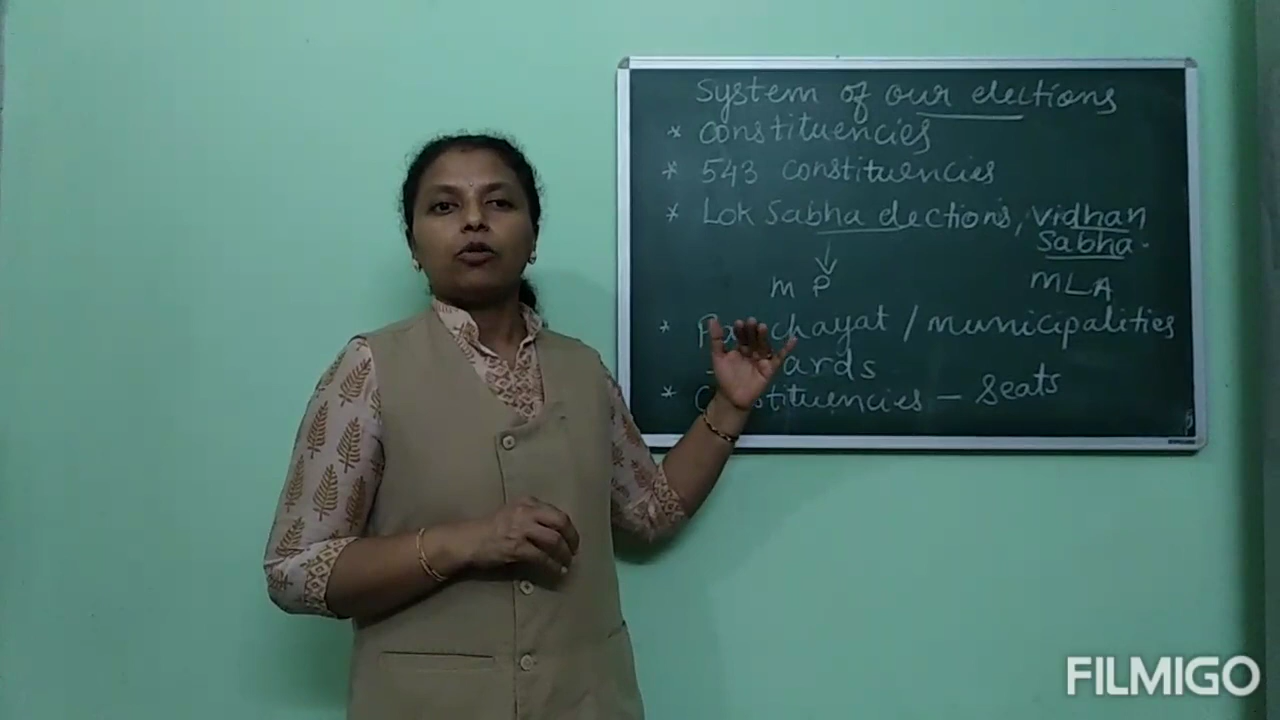 System of our elections
* constituencies
* 543 constituencies
* Lok Sabha elections, vidhan
Sabha.
MP MLA
* chayat / municipalities
ards
* Constituencies - Seats
FILMIGO